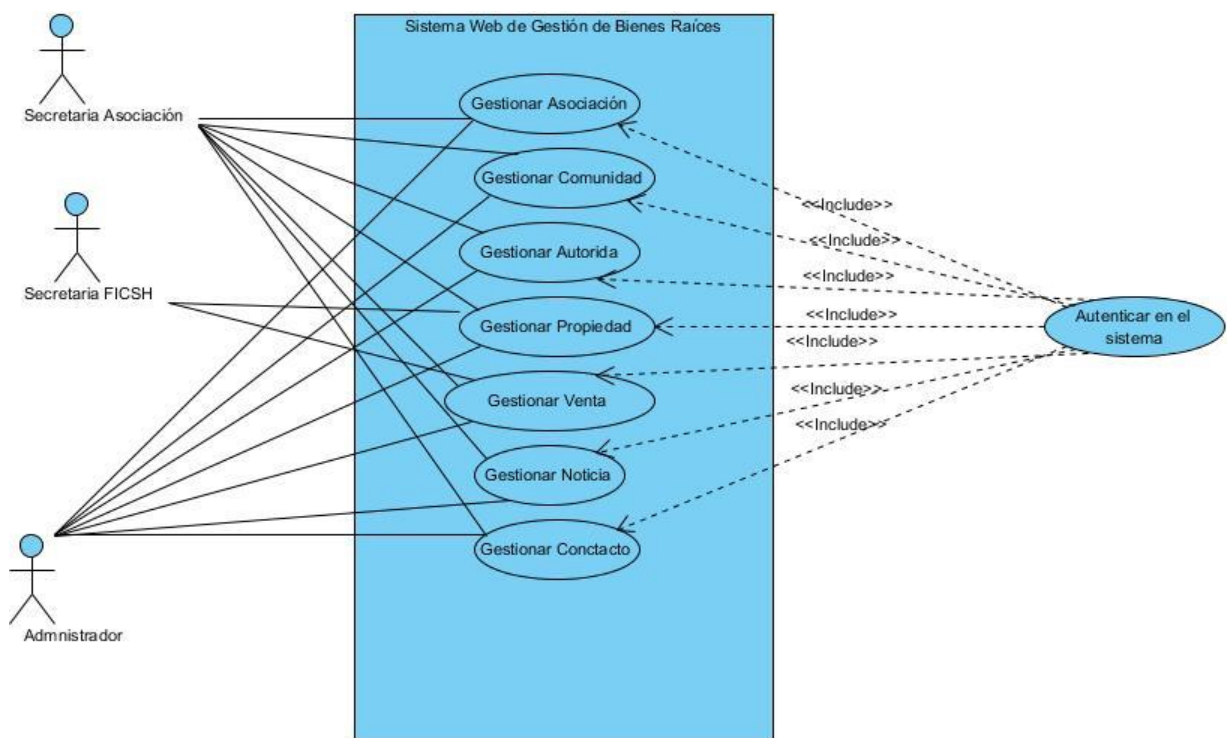 Sistema Web de Gestión de Bienes Raíces
Secretaria Asociación
Gestionar Asociación
Gestionar Comunidad
<<Include>>
Gestionar Autorida
<<Include>>
<<Include>>
Secretaria FICSH
Gestionar Propiedad
<<Include>>
Autenticar en el
sistema
<<Include>>
Gestionar Venta
<<Include>>
<<Include>>
Gestionar Noticia
Gestionar Conctacto
Admnistrador